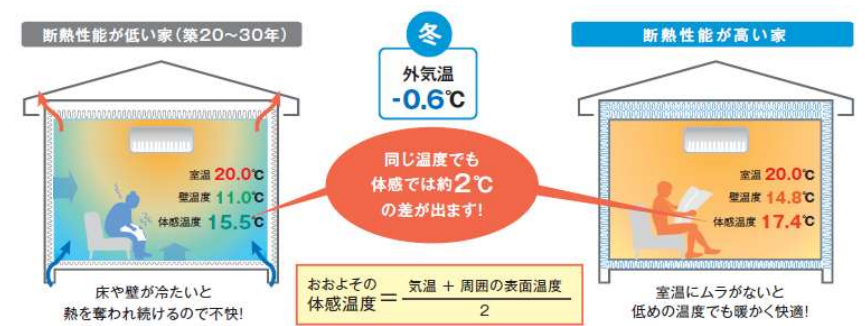 断熱性能が低い家(築20～30年)
冬
外気温
-0.6℃
断熱性能が高い家
室温 20.0℃
壁温度 11.0℃
体感温度 15.5℃
同じ温度でも
体感では約2℃
の差が出ます!
室温 20.0℃
壁温度 14.8℃
体感温度 17.4℃
床や壁が冷たいと
熱を奪われ続けるので不快!
おおよその
体感温度＝
気温 + 周囲の表面温度
2
室温にムラがないと
低めの温度でも暖かく快適!